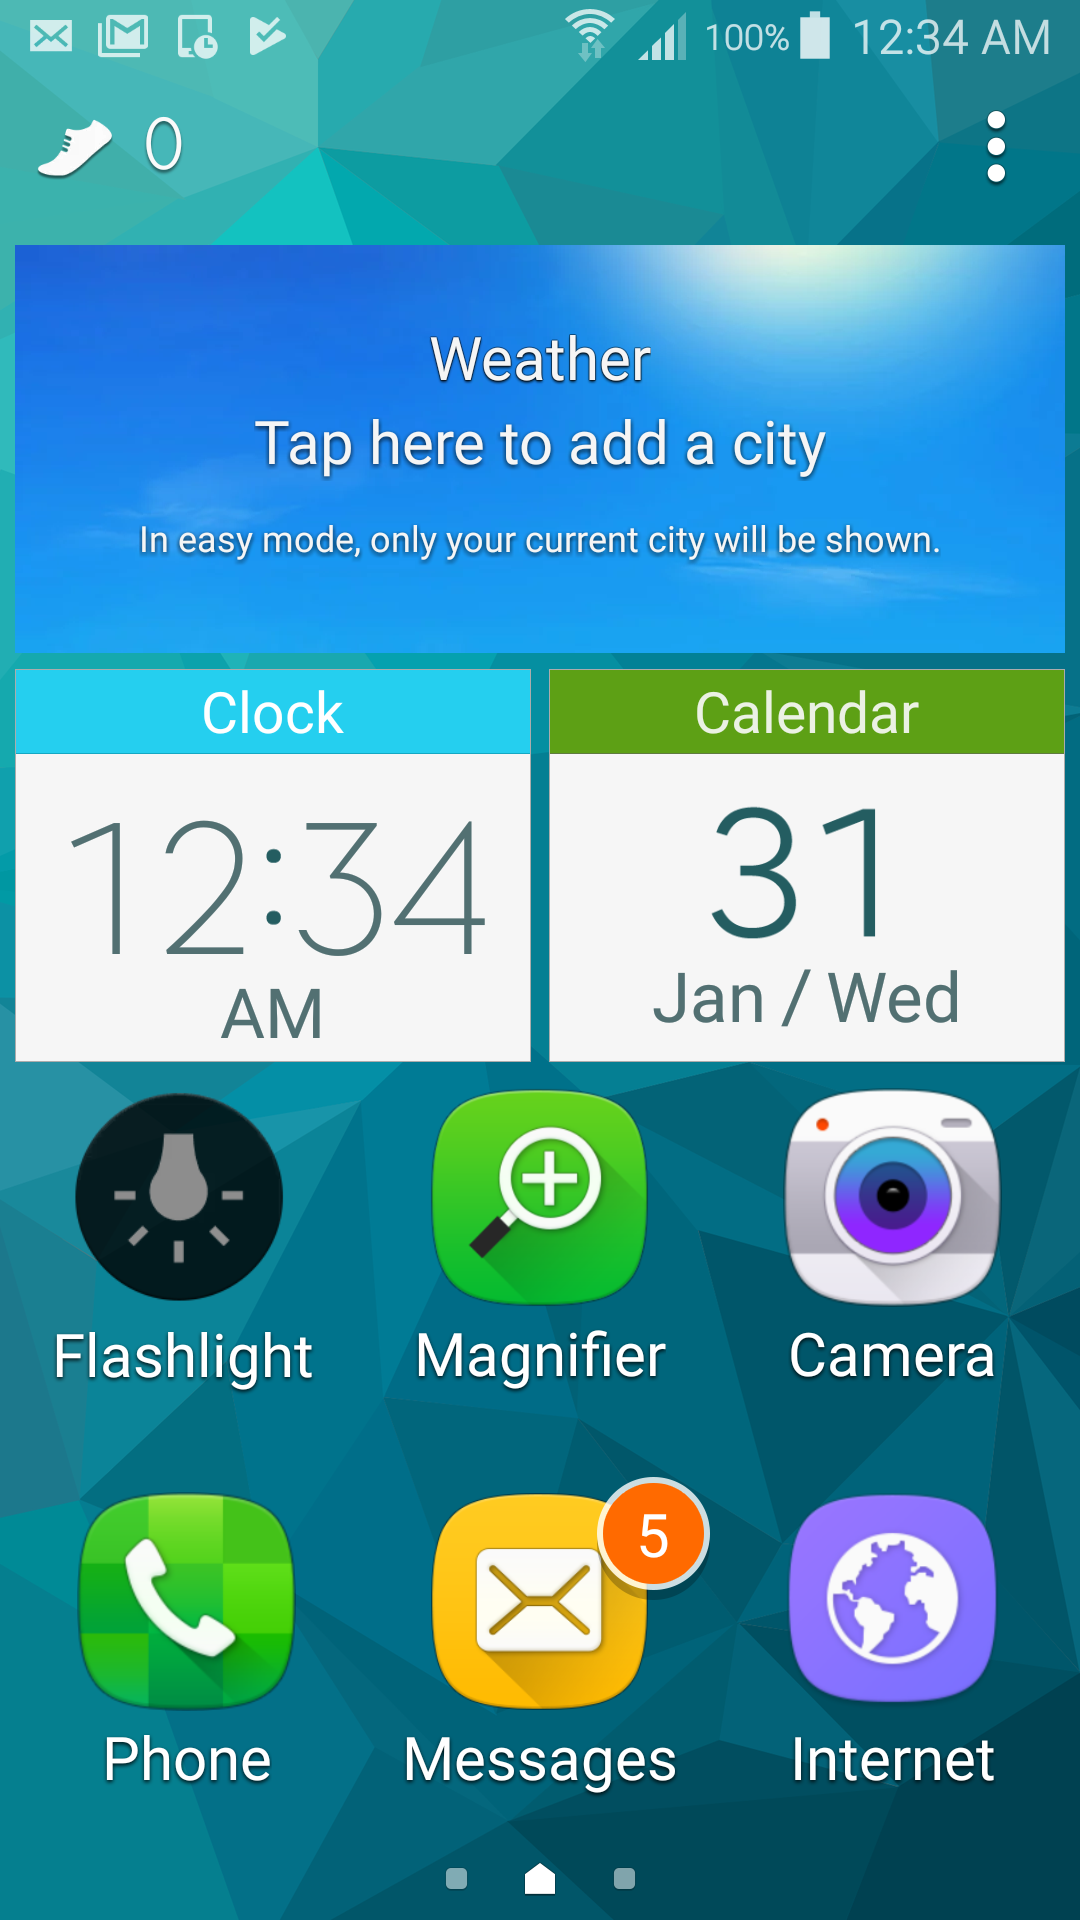 100% 12:34 AM
0
Weather
Tap here to add a city
In easy mode, only your current city will be shown.
Clock
Calendar
12:34
31
AM
Jan / Wed
Flashlight
Magnifier
Camera
5
Phone
Messages
Internet